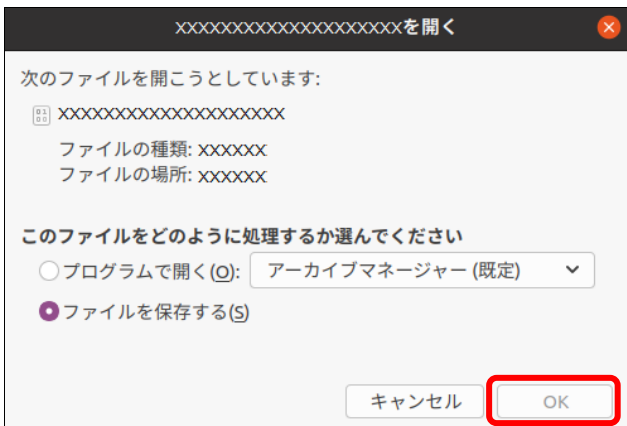 XXXXXXXXXXXXXXXXXXXXを開く
次のファイルを開こうとしています:
XXXXXXXXXXXXXXXXXXXX
ファイルの種類: XXXXXX
ファイルの場所: XXXXXX
このファイルをどのように処理するか選んでください
プログラムで開く(O): アーカイブマネージャー (既定)
ファイルを保存する(S)
キャンセル OK